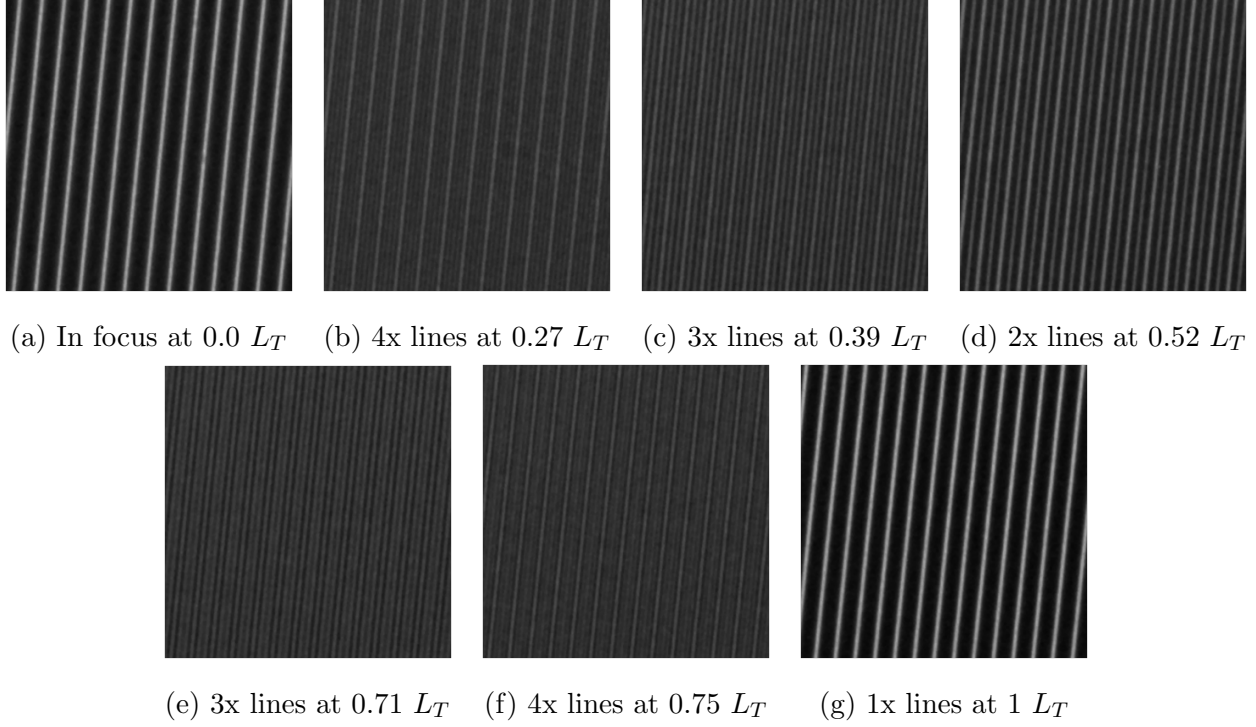 (a) In focus at 0.0 L_T
(b) 4x lines at 0.27 L_T
(c) 3x lines at 0.39 L_T
(d) 2x lines at 0.52 L_T
(e) 3x lines at 0.71 L_T
(f) 4x lines at 0.75 L_T
(g) 1x lines at 1 L_T